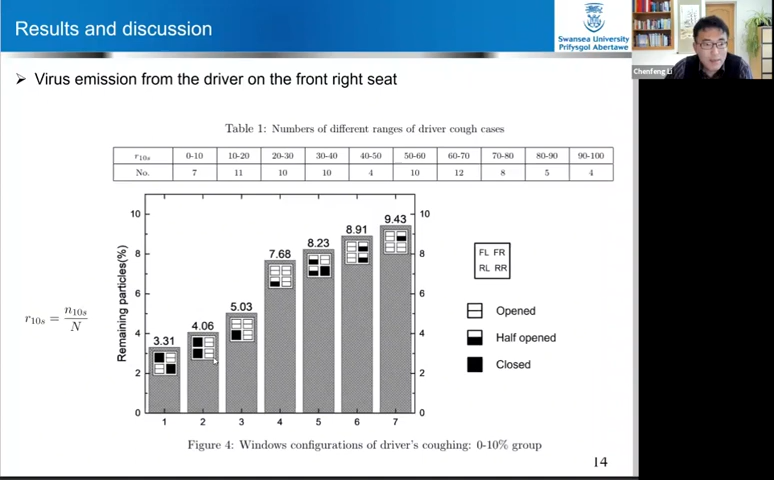 Results and discussion
Swansea University
Prifysgol Abertawe
Chenfeng Li
➢ Virus emission from the driver on the front right seat
Table 1: Numbers of different ranges of driver cough cases
r10s 0-10 10-20 20-30 30-40 40-50 50-60 60-70 70-80 80-90 90-100
No. 7 11 10 10 4 10 12 8 5 4
r10s = n10s / N
Remaining particles(%)
10 10
8 8
6 6
4 4
2 2
0 0
3.31 4.06 5.03 7.68 8.23 8.91 9.43
1 2 3 4 5 6 7
FL FR
RL RR
Opened
Half opened
Closed
Figure 4: Windows configurations of driver's coughing: 0-10% group
14